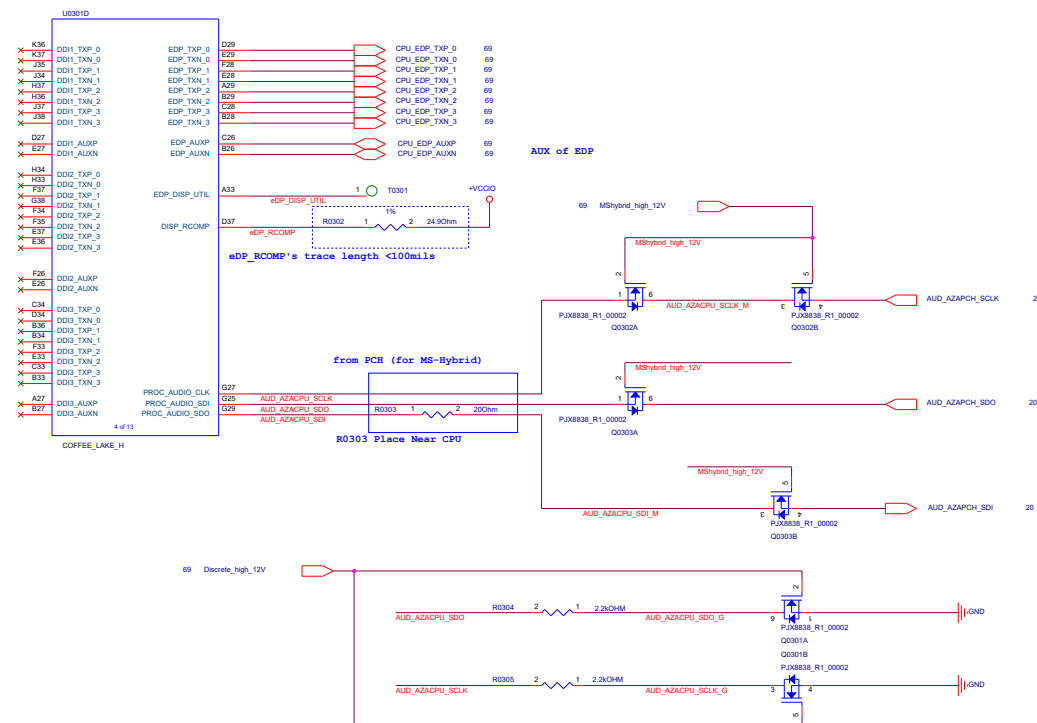 U0301D
K36 DDI1_TXP_0 EDP_TXP_0 D29 CPU_EDP_TXP_0 69
K37 DDI1_TXN_0 EDP_TXN_0 E29 CPU_EDP_TXN_0 69
J35 DDI1_TXP_1 EDP_TXP_1 F28 CPU_EDP_TXP_1 69
J34 DDI1_TXN_1 EDP_TXN_1 E28 CPU_EDP_TXN_1 69
H37 DDI1_TXP_2 EDP_TXP_2 A29 CPU_EDP_TXP_2 69
H36 DDI1_TXN_2 EDP_TXN_2 B29 CPU_EDP_TXN_2 69
J37 DDI1_TXP_3 EDP_TXP_3 C28 CPU_EDP_TXP_3 69
J38 DDI1_TXN_3 EDP_TXN_3 B28 CPU_EDP_TXN_3 69
D27 DDI1_AUXP EDP_AUXP C26 CPU_EDP_AUXP 69
E27 DDI1_AUXN EDP_AUXN B26 CPU_EDP_AUXN 69
AUX of EDP
H34 DDI2_TXP_0
H33 DDI2_TXN_0
F37 DDI2_TXP_1 EDP_DISP_UTIL A33 eDP_DISP_UTIL 1 T0301 +VCCIO
G38 DDI2_TXN_1
F34 DDI2_TXP_2
F35 DDI2_TXN_2 DISP_RCOMP D37 eDP_RCOMP R0302 1 1% 2 24.9Ohm
E37 DDI2_TXP_3
E36 DDI2_TXN_3
eDP_RCOMP's trace length <100mils
69 MShybrid_high_12V
MShybrid_high_12V
F26 DDI2_AUXP
E26 DDI2_AUXN
2 5
1 6 AUD_AZACPU_SCLK_M 3 4 AUD_AZAPCH_SCLK 2
PJX8838_R1_00002 PJX8838_R1_00002
Q0302A Q0302B
C34 DDI3_TXP_0
D34 DDI3_TXN_0
B36 DDI3_TXP_1
B34 DDI3_TXN_1
F33 DDI3_TXP_2
E33 DDI3_TXN_2
C33 DDI3_TXP_3
B33 DDI3_TXN_3
from PCH (for MS-Hybrid)
MShybrid_high_12V
2
PROC_AUDIO_CLK G27 AUD_AZACPU_SCLK
A27 DDI3_AUXP PROC_AUDIO_SDI G25 AUD_AZACPU_SDO 1 6 AUD_AZAPCH_SDO 20
B27 DDI3_AUXN PROC_AUDIO_SDO G29 AUD_AZACPU_SDI R0303 1 2 20Ohm
PJX8838_R1_00002
Q0303A
4 of 13
COFFEE_LAKE_H
R0303 Place Near CPU
MShybrid_high_12V
5
AUD_AZACPU_SDI_M 3 4 AUD_AZAPCH_SDI 20
PJX8838_R1_00002
Q0303B
69 Discrete_high_12V
2
AUD_AZACPU_SDO R0304 2 1 2.2kOHM AUD_AZACPU_SDO_G 6 1 GND
PJX8838_R1_00002
Q0301A
Q0301B
PJX8838_R1_00002
AUD_AZACPU_SCLK R0305 2 1 2.2kOHM AUD_AZACPU_SCLK_G 3 4 GND
5